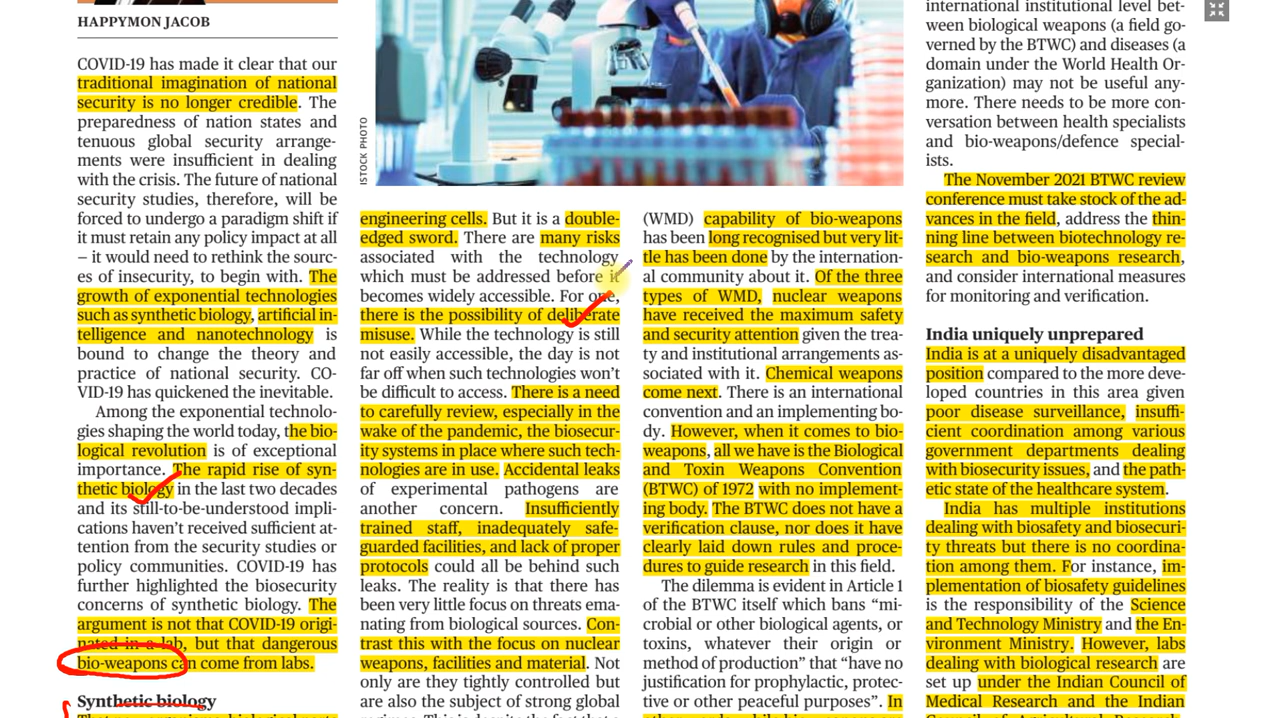 HAPPYMON JACOB
COVID-19 has made it clear that our
traditional imagination of national
security is no longer credible. The
preparedness of nation states and
tenuous global security arrange-
ments were insufficient in dealing
with the crisis. The future of national
security studies, therefore, will be
forced to undergo a paradigm shift if
it must retain any policy impact at all
– it would need to rethink the sourc-
es of insecurity, to begin with. The
growth of exponential technologies
such as synthetic biology, artificial in-
telligence and nanotechnology is
bound to change the theory and
practice of national security. CO-
VID-19 has quickened the inevitable.
Among the exponential technolo-
gies shaping the world today, the bio-
logical revolution is of exceptional
importance. The rapid rise of syn-
thetic biology in the last two decades
and its still-to-be-understood impli-
cations haven't received sufficient at-
tention from the security studies or
policy communities. COVID-19 has
further highlighted the biosecurity
concerns of synthetic biology. The
argument is not that COVID-19 origi-
nated in a lab, but that dangerous
bio-weapons can come from labs.
Synthetic biology
ISTOCK PHOTO
engineering cells. But it is a double-
edged sword. There are many risks
associated with the technology
which must be addressed before it
becomes widely accessible. For one,
there is the possibility of deliberate
misuse. While the technology is still
not easily accessible, the day is not
far off when such technologies won't
be difficult to access. There is a need
to carefully review, especially in the
wake of the pandemic, the biosecur-
ity systems in place where such tech-
nologies are in use. Accidental leaks
of experimental pathogens are
another concern. Insufficiently
trained staff, inadequately safe-
guarded facilities, and lack of proper
protocols could all be behind such
leaks. The reality is that there has
been very little focus on threats ema-
nating from biological sources. Con-
trast this with the focus on nuclear
weapons, facilities and material. Not
only are they tightly controlled but
are also the subject of strong global
(WMD) capability of bio-weapons
has been long recognised but very lit-
tle has been done by the internation-
al community about it. Of the three
types of WMD, nuclear weapons
have received the maximum safety
and security attention given the trea-
ty and institutional arrangements as-
sociated with it. Chemical weapons
come next. There is an international
convention and an implementing bo-
dy. However, when it comes to bio-
weapons, all we have is the Biological
and Toxin Weapons Convention
(BTWC) of 1972 with no implement-
ing body. The BTWC does not have a
verification clause, nor does it have
clearly laid down rules and proce-
dures to guide research in this field.
The dilemma is evident in Article 1
of the BTWC itself which bans “mi-
crobial or other biological agents, or
toxins, whatever their origin or
method of production” that “have no
justification for prophylactic, protec-
tive or other peaceful purposes”. In
international institutional level bet-
ween biological weapons (a field go-
verned by the BTWC) and diseases (a
domain under the World Health Or-
ganization) may not be useful any-
more. There needs to be more con-
versation between health specialists
and bio-weapons/defence special-
ists.
The November 2021 BTWC review
conference must take stock of the ad-
vances in the field, address the thin-
ning line between biotechnology re-
search and bio-weapons research,
and consider international measures
for monitoring and verification.
India uniquely unprepared
India is at a uniquely disadvantaged
position compared to the more deve-
loped countries in this area given
poor disease surveillance, insuffi-
cient coordination among various
government departments dealing
with biosecurity issues, and the path-
etic state of the healthcare system.
India has multiple institutions
dealing with biosafety and biosecuri-
ty threats but there is no coordina-
tion among them. For instance, im-
plementation of biosafety guidelines
is the responsibility of the Science
and Technology Ministry and the En-
vironment Ministry. However, labs
dealing with biological research are
set up under the Indian Council of
Medical Research and the Indian